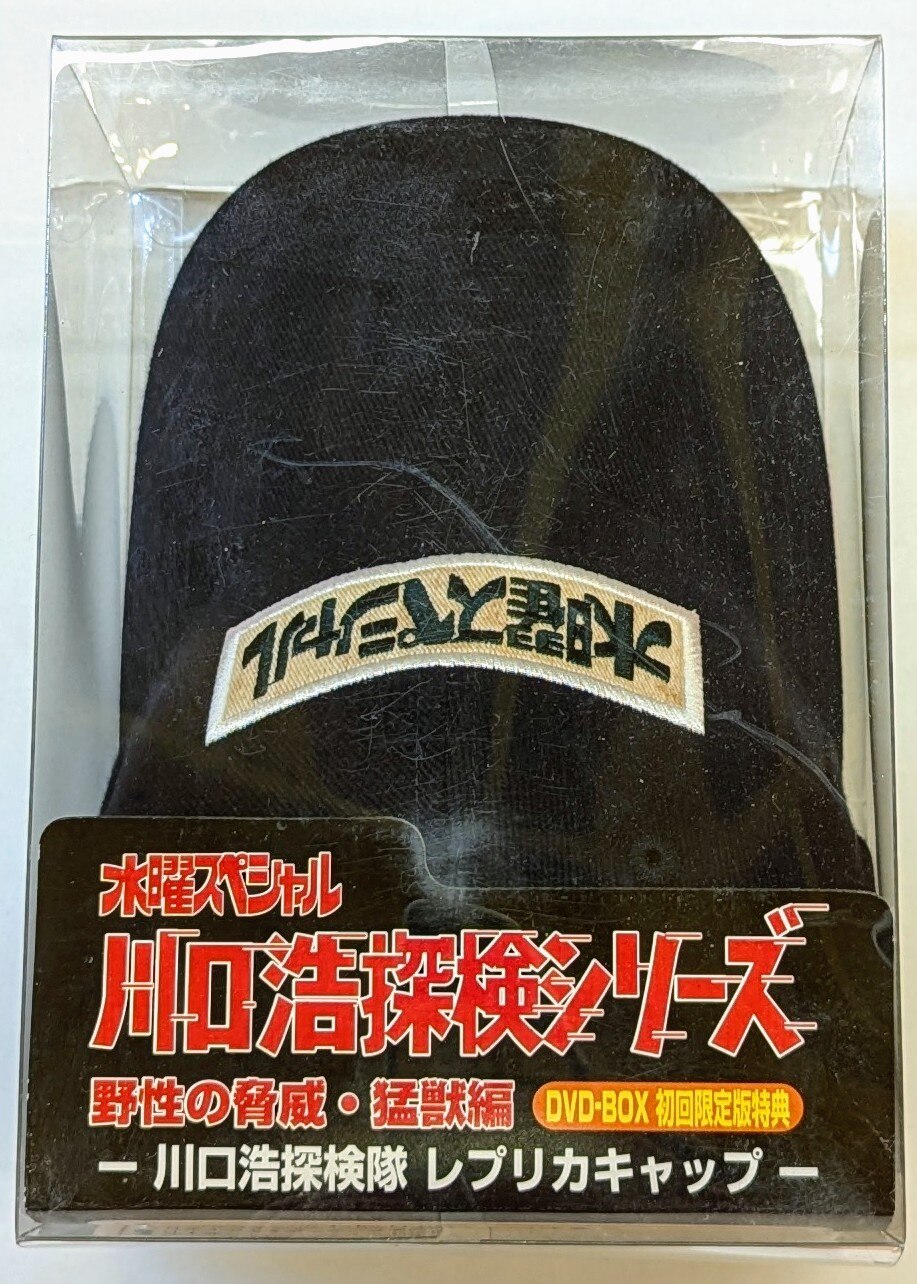 水曜スペシャル
水曜スペシャル
川口浩探検シリーズ
野性の脅威・猛獣編 DVD-BOX 初回限定版特典
ー 川口浩探検隊 レプリカキャップ ー